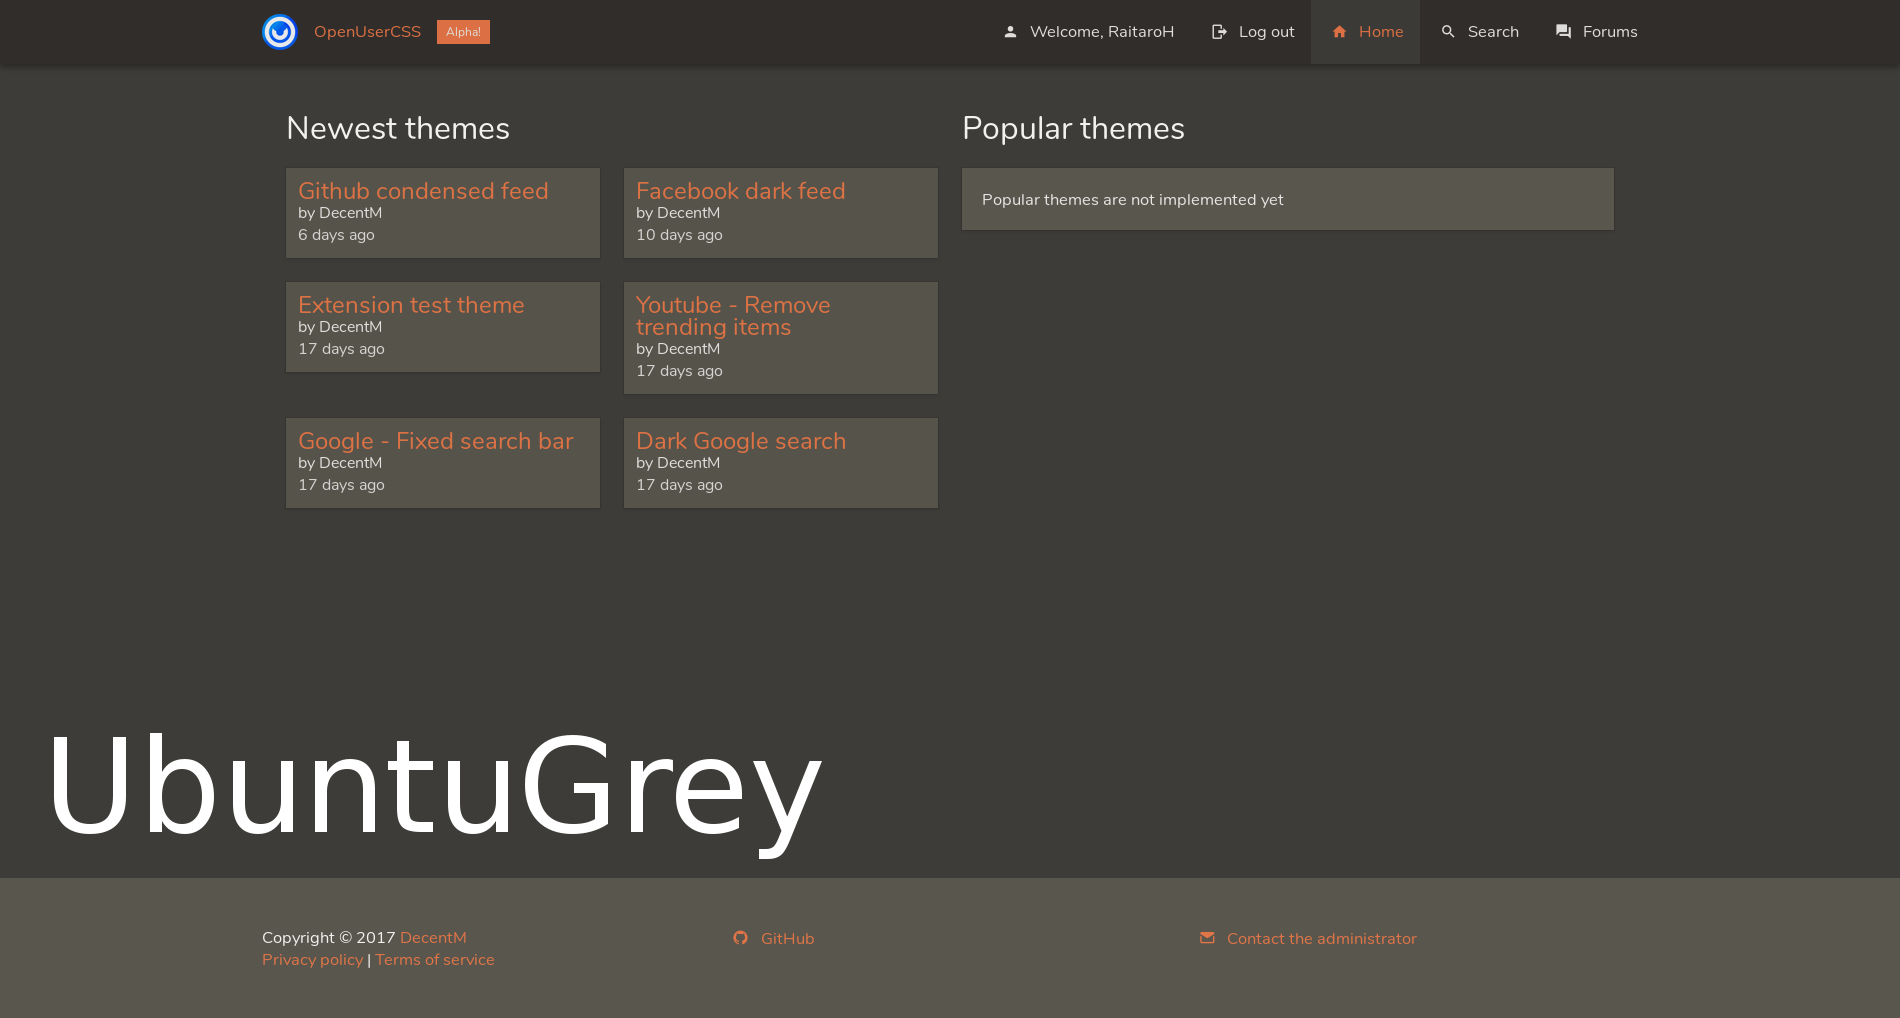 OpenUserCSS Alpha! Welcome, RaitaroH Log out Home Search Forums
Newest themes
Github condensed feed
by DecentM
6 days ago
Facebook dark feed
by DecentM
10 days ago
Extension test theme
by DecentM
17 days ago
Youtube - Remove
trending items
by DecentM
17 days ago
Google - Fixed search bar
by DecentM
17 days ago
Dark Google search
by DecentM
17 days ago
Popular themes
Popular themes are not implemented yet
UbuntuGrey
Copyright © 2017 DecentM
Privacy policy | Terms of service
GitHub
Contact the administrator